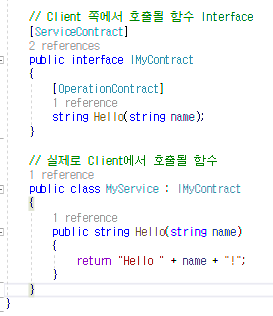 // Client 쪽에서 호출될 함수 Interface
[ServiceContract]
2 references
public interface IMyContract
{
[OperationContract]
1 reference
string Hello(string name);
}
// 실제로 Client에서 호출될 함수
1 reference
public class MyService : IMyContract
{
1 reference
public string Hello(string name)
{
return "Hello " + name + "!";
}
}
}